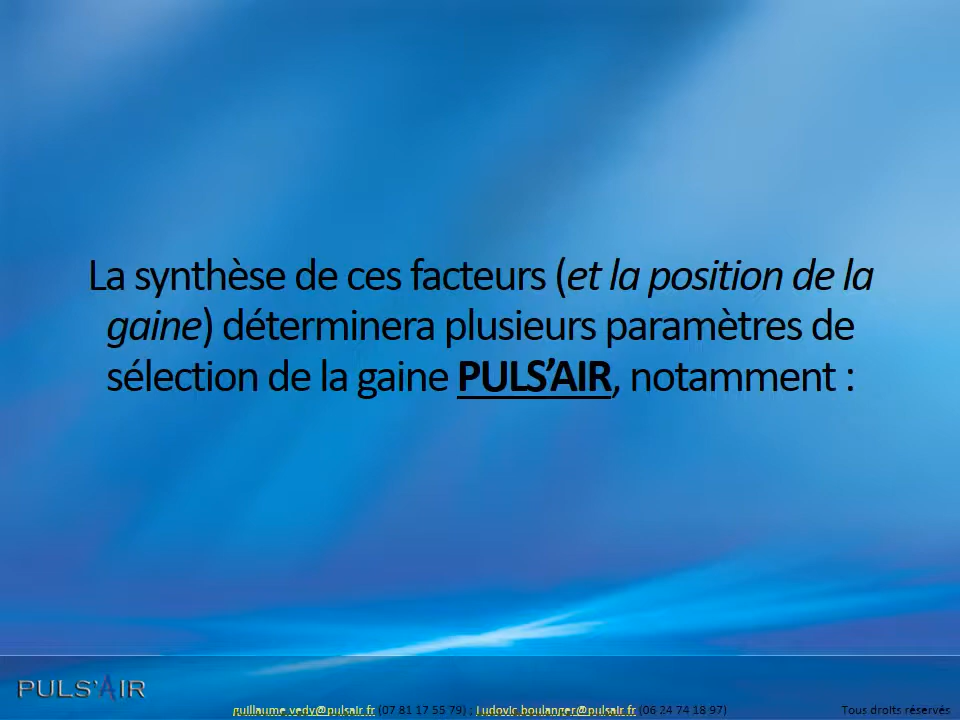 La synthèse de ces facteurs (et la position de la
gaine) déterminera plusieurs paramètres de
sélection de la gaine PULS’AIR, notamment :
PULS'AIR
guillaume.vedy@pulsair.fr (07 81 17 55 79) ; Ludovic.boulanger@pulsair.fr (06 24 74 18 97)
Tous droits réservés